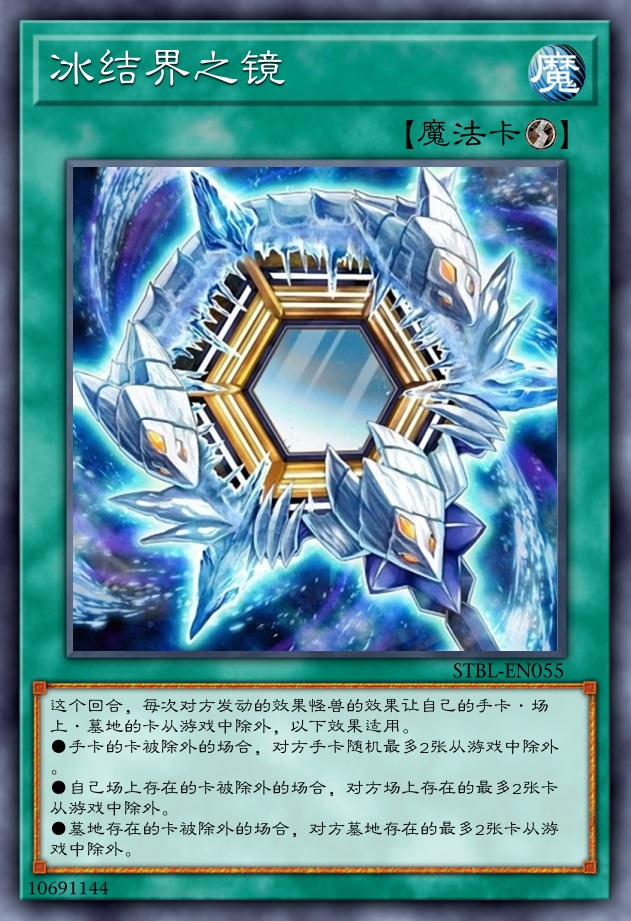 冰结界之镜
魔
【魔法卡】
STBL-EN055
这个回合，每次对方发动的效果怪兽的效果让自己的手卡·场
上·墓地的卡从游戏中除外，以下效果适用。
●手卡的卡被除外的场合，对方手卡随机最多2张从游戏中除外
。
●自己场上存在的卡被除外的场合，对方场上存在的最多2张卡
从游戏中除外。
●墓地存在的卡被除外的场合，对方墓地存在的最多2张卡从游
戏中除外。
10691144